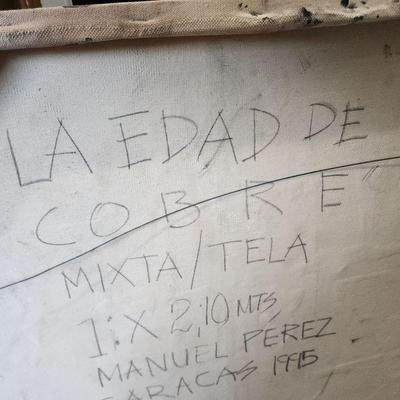 LA EDAD DE
COBRE"
MIXTA/TELA
1: X 2,10 MTS
MANUEL PEREZ
CARACAS 1995